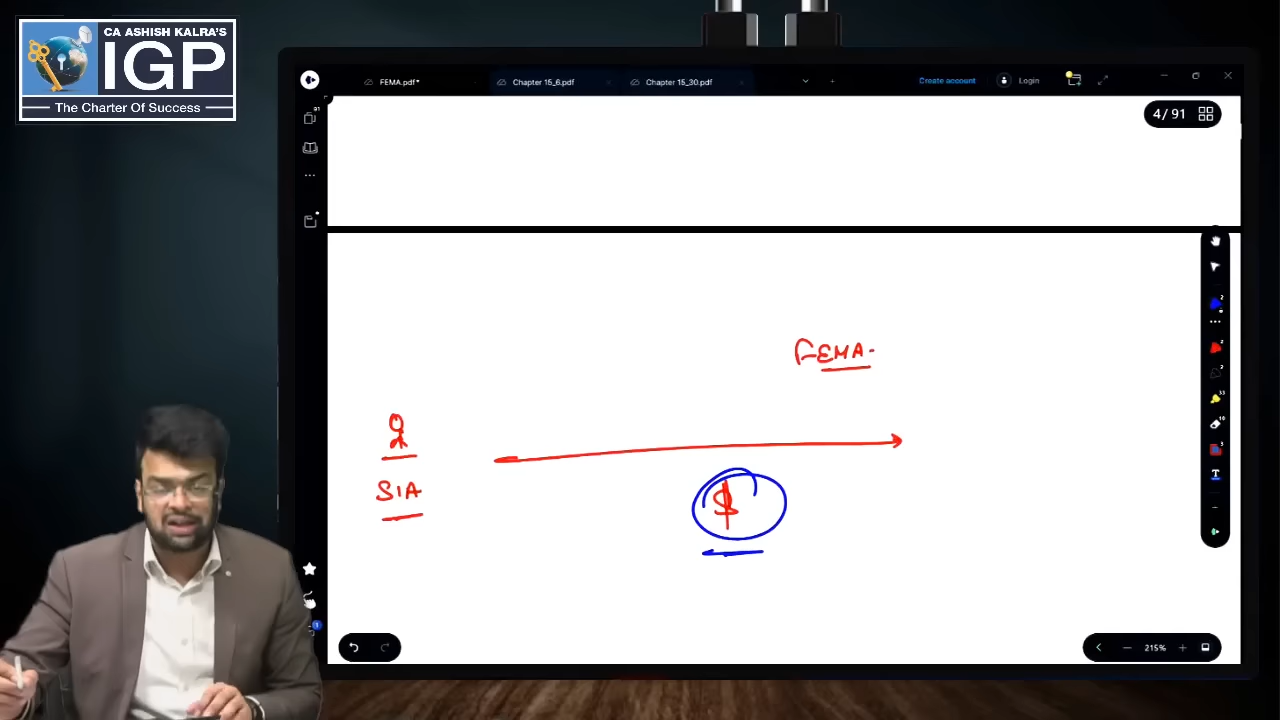 CA ASHISH KALRA'S
IGP
The Charter Of Success
FEMA.pdf*
Chapter 15_6.pdf
Chapter 15_30.pdf
Create account
Login
91
4/ 91
FEMA.
SIA
$
215%
T